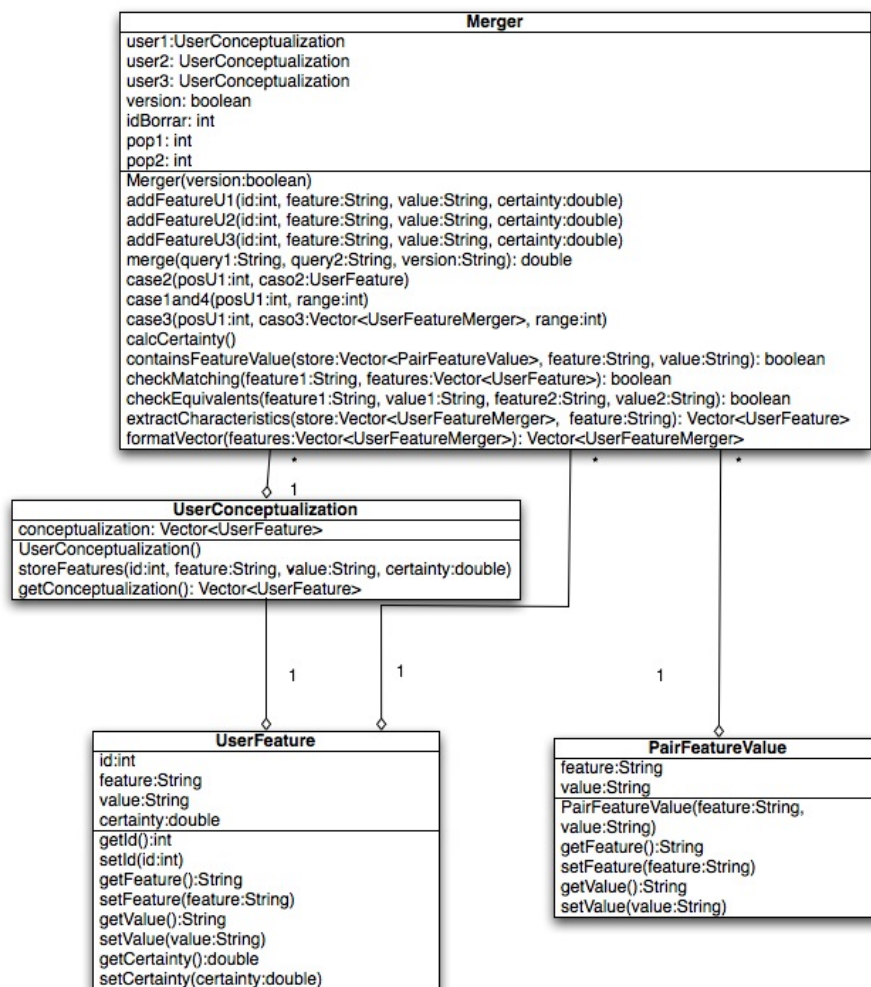 Merger
user1:UserConceptualization
user2: UserConceptualization
user3: UserConceptualization
version: boolean
idBorrar: int
pop1: int
pop2: int
Merger(version:boolean)
addFeatureU1(id:int, feature:String, value:String, certainty:double)
addFeatureU2(id:int, feature:String, value:String, certainty:double)
addFeatureU3(id:int, feature:String, value:String, certainty:double)
merge(query1:String, query2:String, version:String): double
case2(posU1:int, caso2:UserFeature)
case1and4(posU1:int, range:int)
case3(posU1:int, caso3:Vector<UserFeatureMerger>, range:int)
calcCertainty()
containsFeatureValue(store:Vector<PairFeatureValue>, feature:String, value:String): boolean
checkMatching(feature1:String, features:Vector<UserFeature>): boolean
checkEquivalents(feature1:String, value1:String, feature2:String, value2:String): boolean
extractCharacteristics(store:Vector<UserFeatureMerger>, feature:String): Vector<UserFeature>
formatVector(features:Vector<UserFeatureMerger>): Vector<UserFeatureMerger>
* * *
1
UserConceptualization
conceptualization: Vector<UserFeature>
UserConceptualization()
storeFeatures(id:int, feature:String, value:String, certainty:double)
getConceptualization(): Vector<UserFeature>
1 1 1
UserFeature
id:int
feature:String
value:String
certainty:double
getId():int
setId(id:int)
getFeature():String
setFeature(feature:String)
getValue():String
setValue(value:String)
getCertainty():double
setCertainty(certainty:double)
PairFeatureValue
feature:String
value:String
PairFeatureValue(feature:String,
value:String)
getFeature():String
setFeature(feature:String)
getValue():String
setValue(value:String)